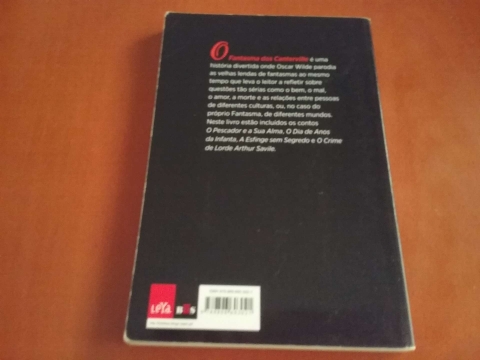 O Fantasma dos Canterville é uma
história divertida onde Oscar Wilde parodia
as velhas lendas de fantasmas ao mesmo
tempo que leva o leitor a refletir sobre
questões tão sérias como o bem, o mal,
o amor, a morte e as relações entre pessoas
de diferentes culturas, ou, no caso do
próprio Fantasma, de diferentes mundos.
Neste livro estão incluídos os contos
O Pescador e a Sua Alma, O Dia de Anos
da Infanta, A Esfinge sem Segredo e O Crime
de Lorde Arthur Savile.
LeYa
BIS